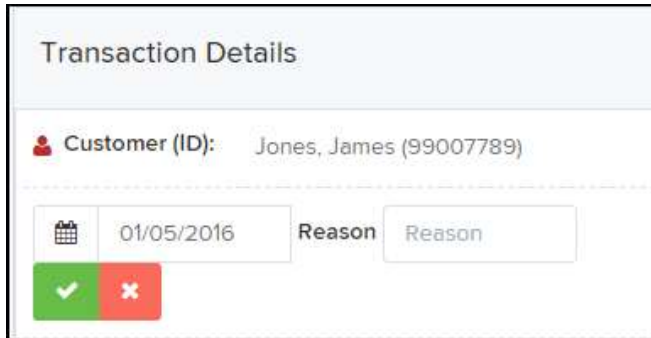 Transaction Details
Customer (ID): Jones, James (99007789)
01/05/2016 Reason Reason